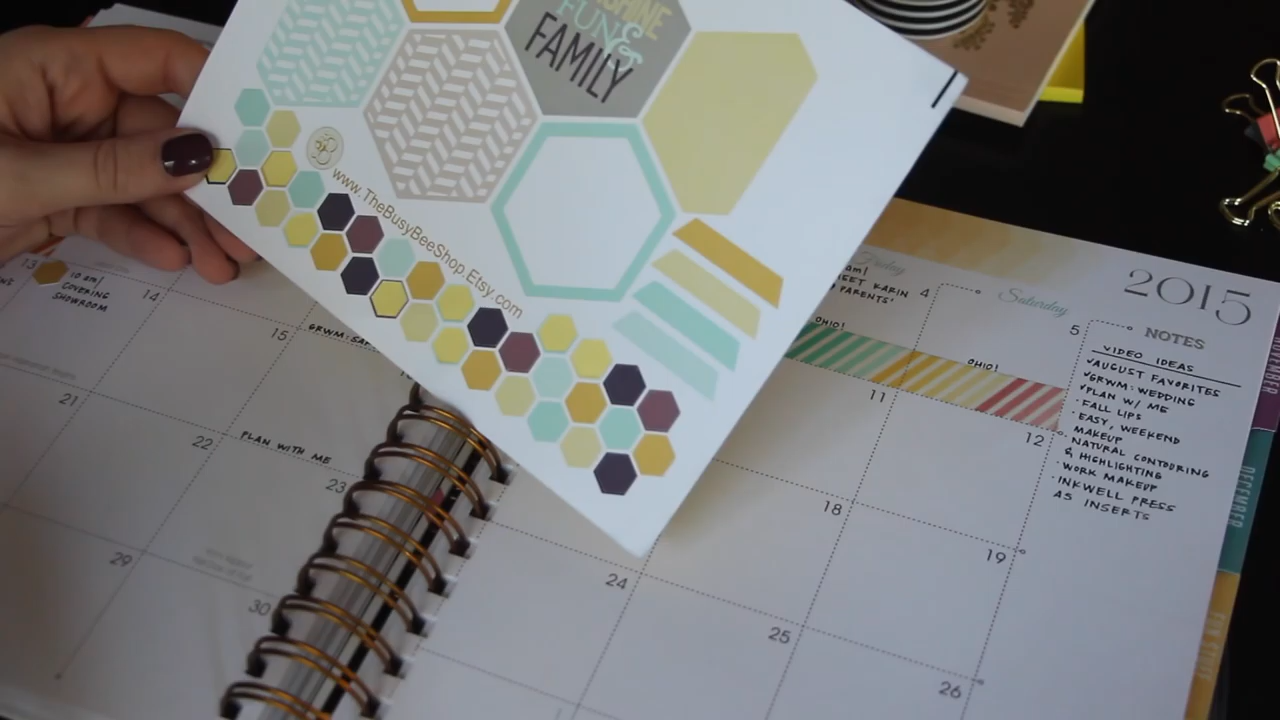 SHINE
FUN &
FAMILY
www.TheBusyBeeShop.Etsy.com
2015
Friday
Saturday
13
10 am |
COVERING
SHOWROOM
14
15
GRWM:
4
KARIN
PARENTS'
5
OHIO!
OHIO!
NOTES
VIDEO IDEAS
✓AUGUST FAVORITES
✓GRWM: WEDDING
✓PLAN W/ ME
· FALL LIPS
· EASY, WEEKEND
MAKEUP
· NATURAL CONTOURING
& HIGHLIGHTING
· WORK MAKEUP
· INKWELL PRESS
AS INSERTS
21
22
PLAN WITH ME
23
11
12
18
19
29
30
24
25
26
DECEMBER